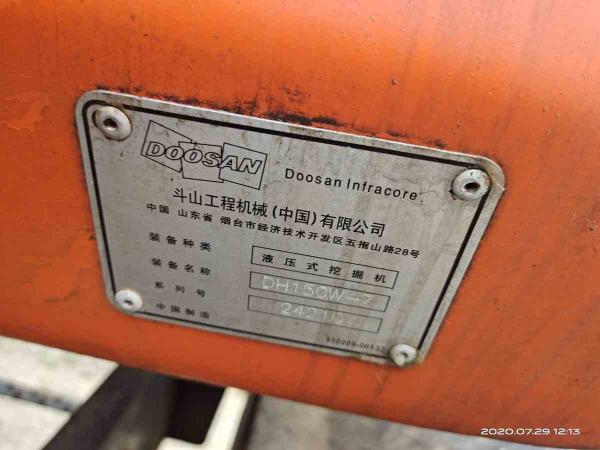 DOOSAN
Doosan Infracore
斗山工程机械(中国)有限公司
中国 山东省 烟台市经济技术开发区五指山路28号
装备种类 液压式挖掘机
装备名称 DH150W-7
系列号 24210
中国制造
950209-00537
2020.07.29 12:13